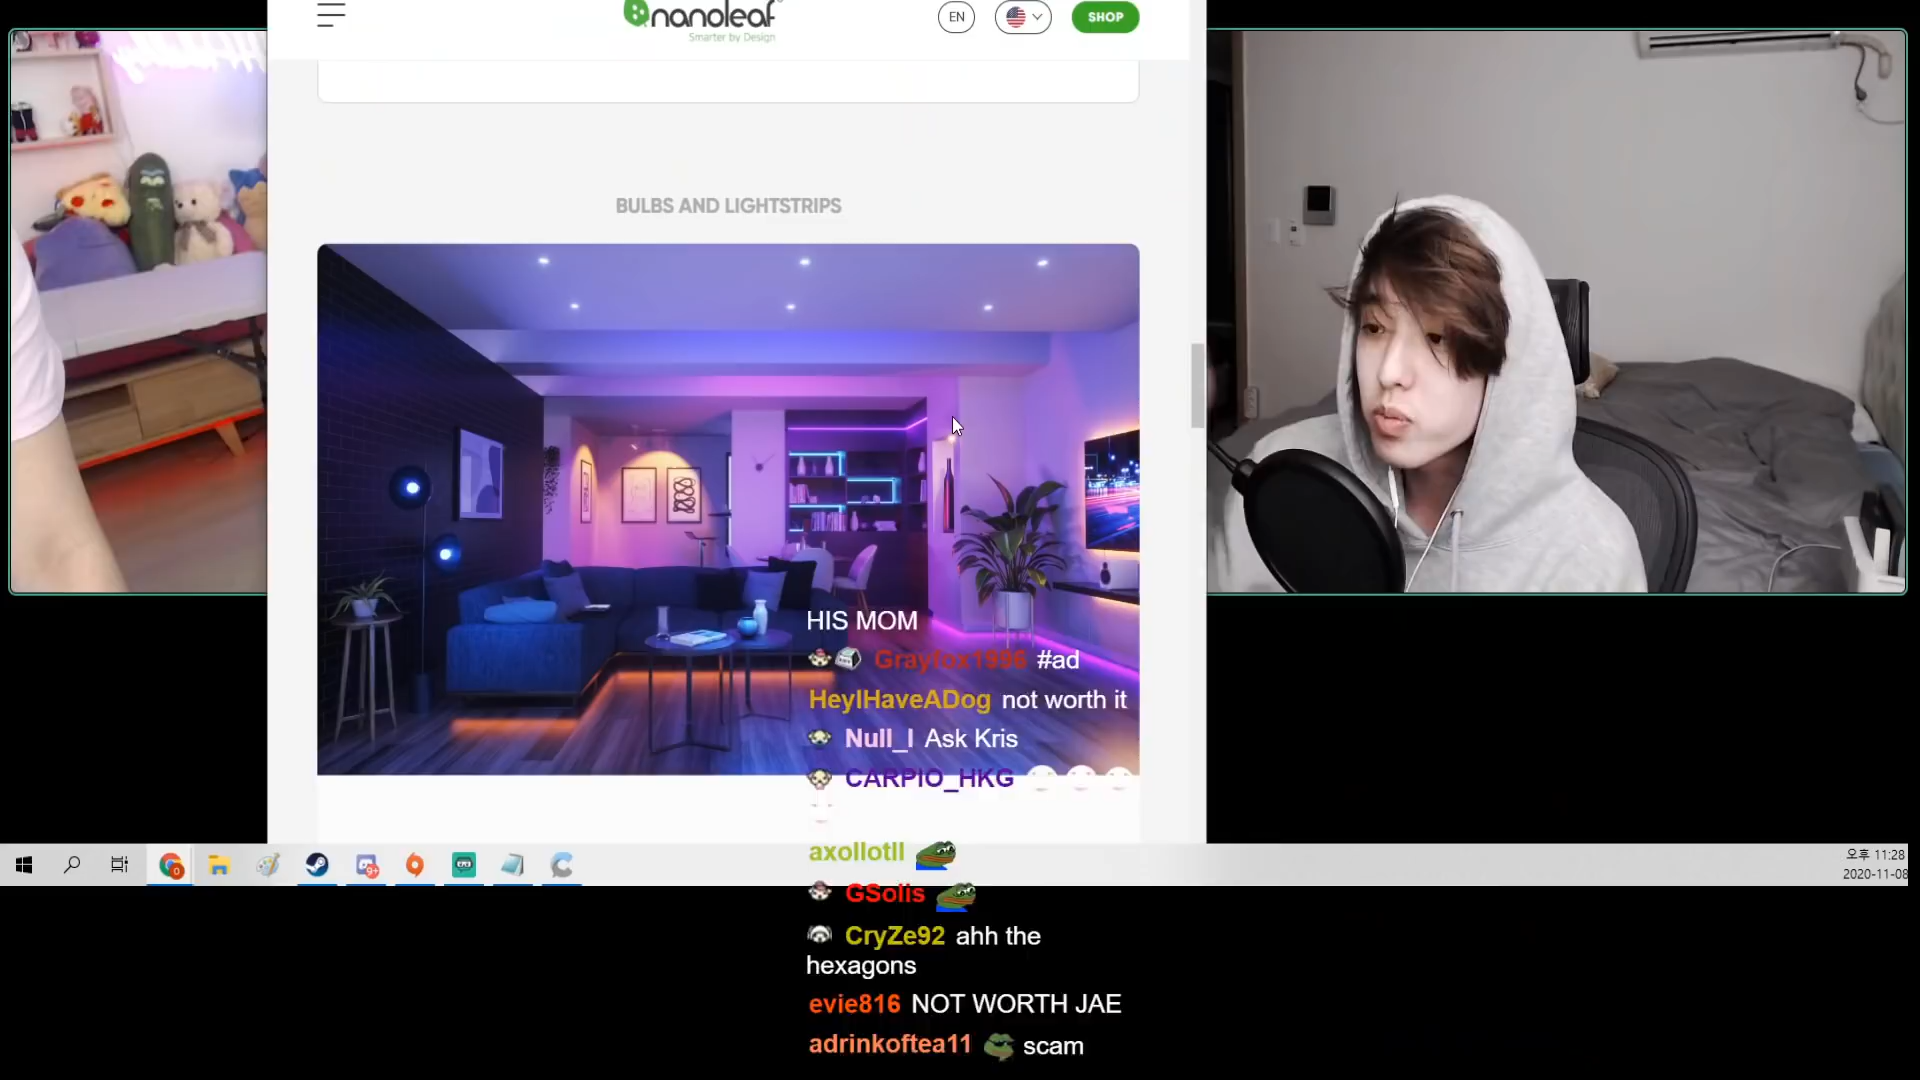 nanoleaf
Smarter by Design
EN
SHOP
BULBS AND LIGHTSTRIPS
HIS MOM
Grayfox1996 #ad
HeyIHaveADog not worth it
Null_I Ask Kris
CARPIO_HKG
axollotll
GSolis
CryZe92 ahh the
hexagons
evie816 NOT WORTH JAE
adrinkoftea11 scam
9+
오후 11:28
2020-11-08